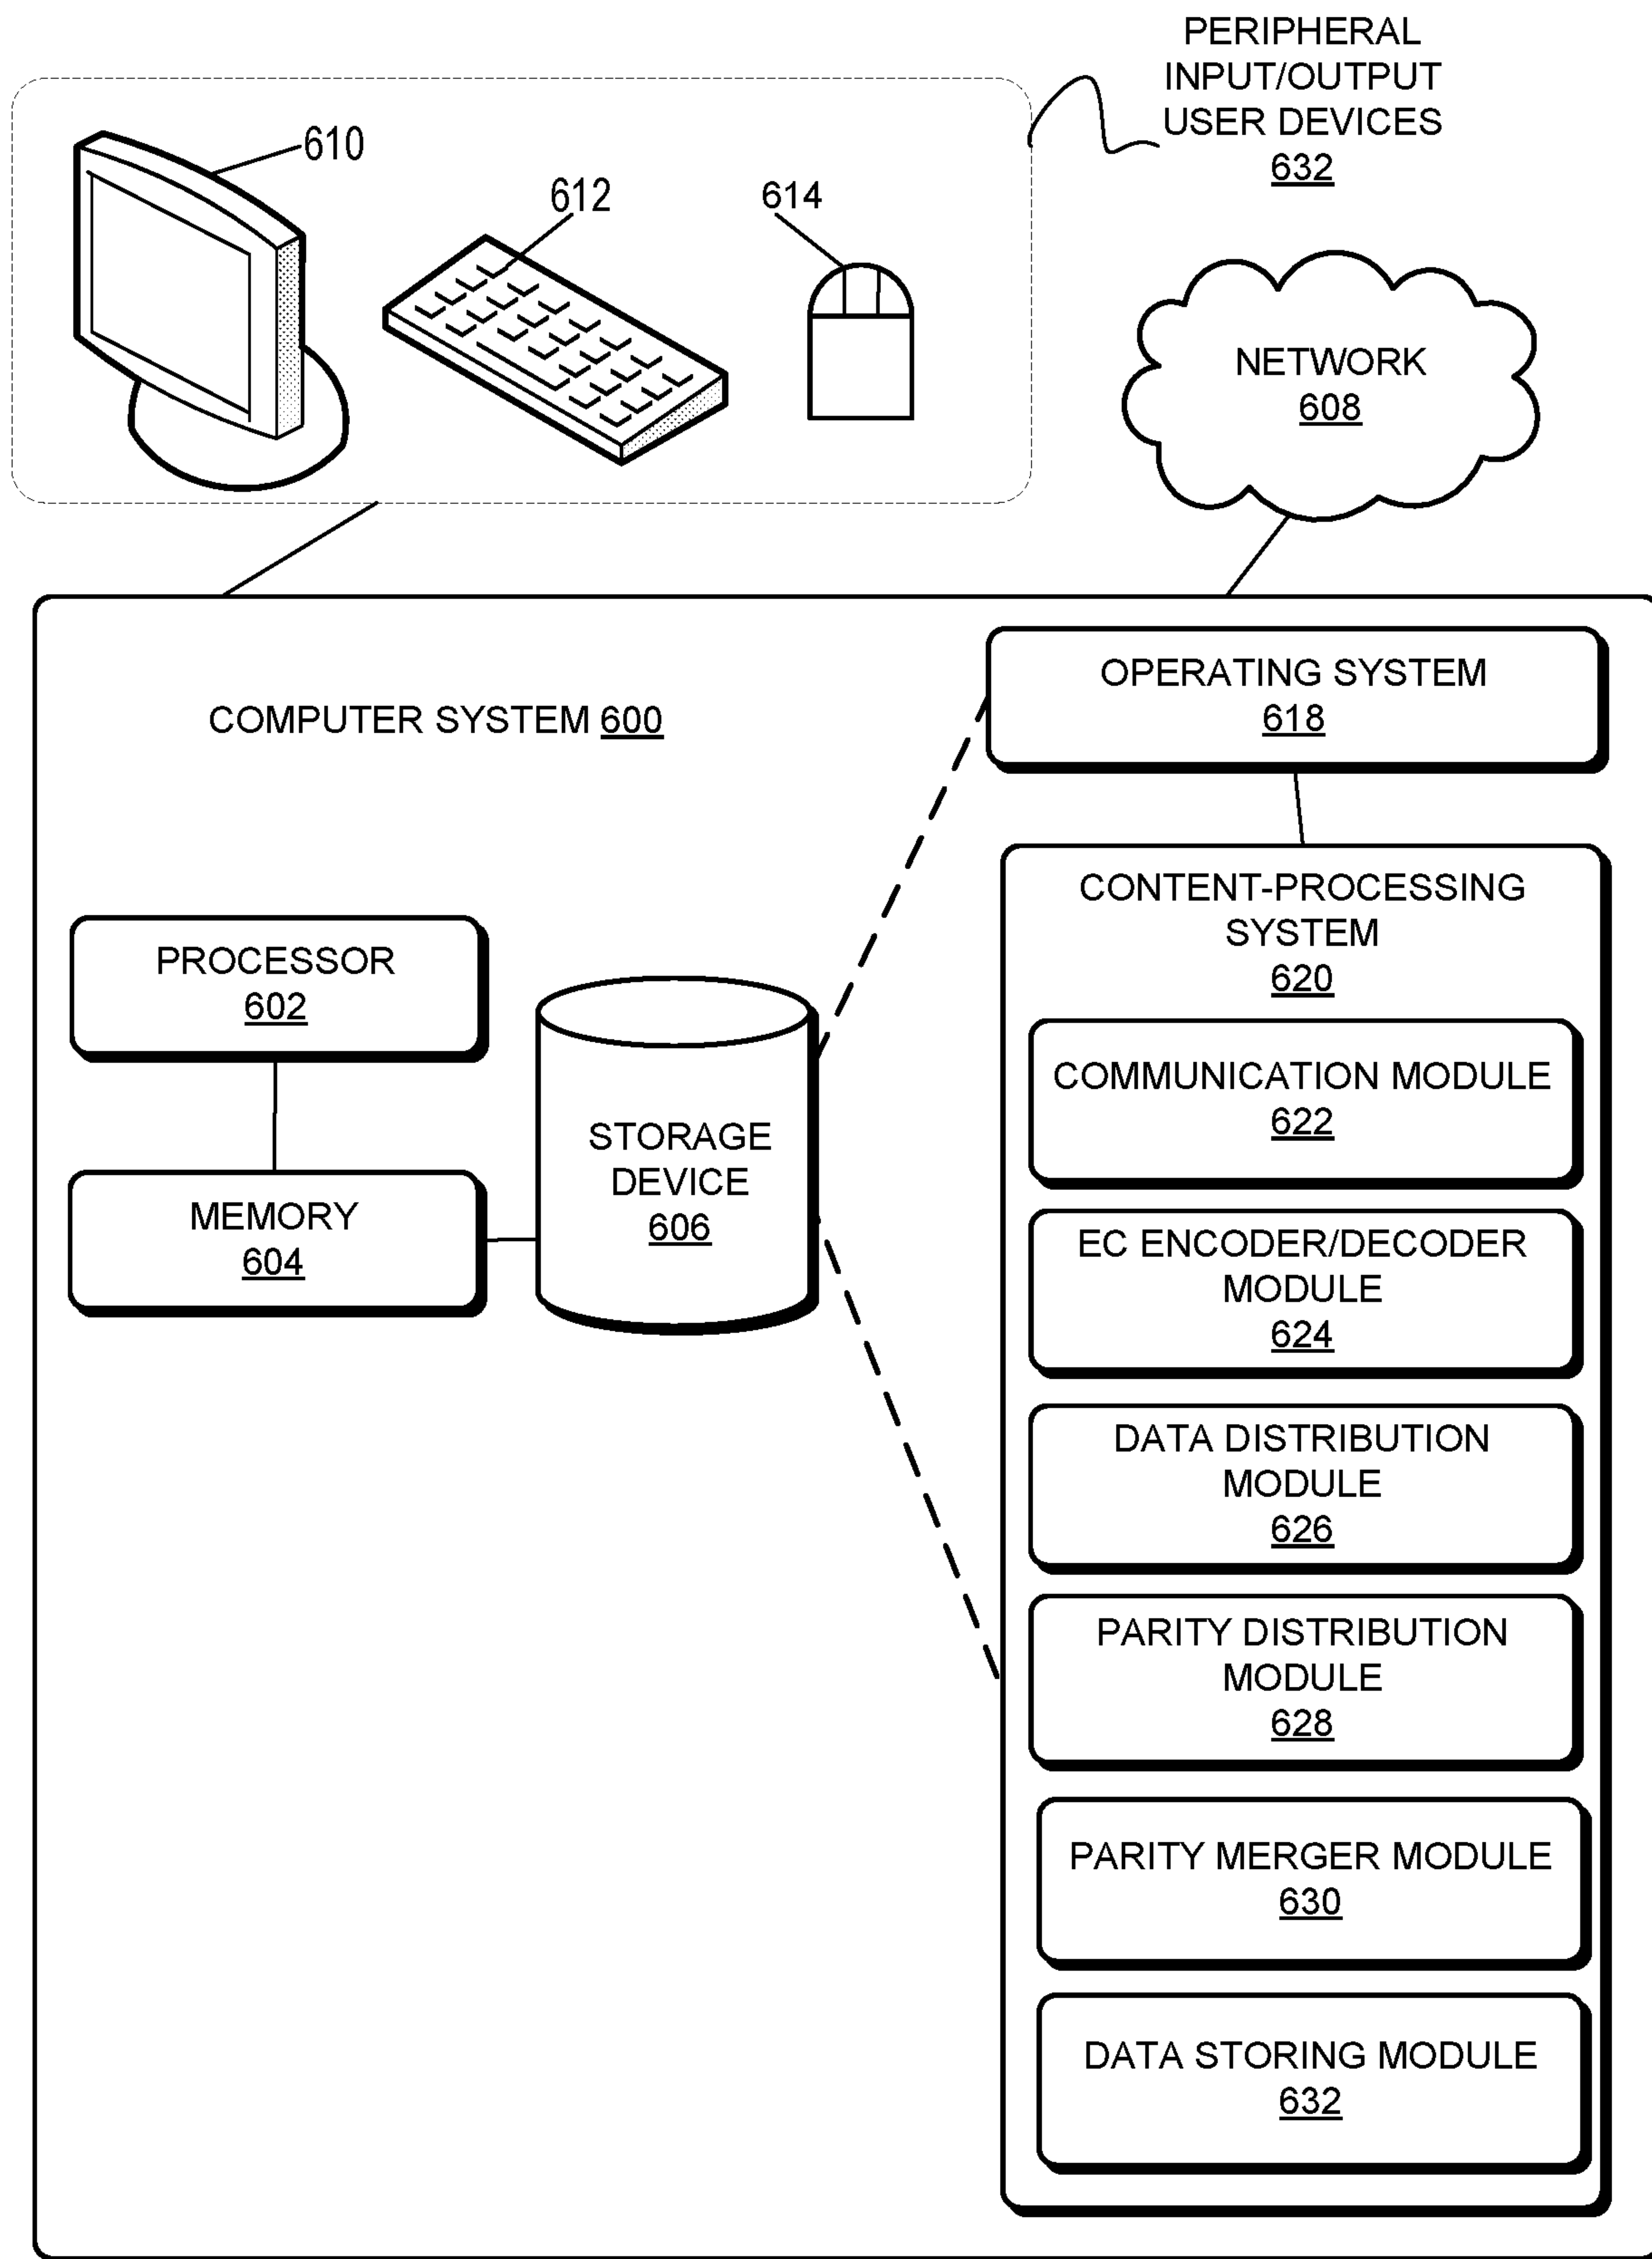 PERIPHERAL
INPUT/OUTPUT
USER DEVICES
632
610
612
614
NETWORK
608
COMPUTER SYSTEM 600
OPERATING SYSTEM
618
PROCESSOR
602
MEMORY
604
STORAGE
DEVICE
606
CONTENT-PROCESSING
SYSTEM
620
COMMUNICATION MODULE
622
EC ENCODER/DECODER
MODULE
624
DATA DISTRIBUTION
MODULE
626
PARITY DISTRIBUTION
MODULE
628
PARITY MERGER MODULE
630
DATA STORING MODULE
632